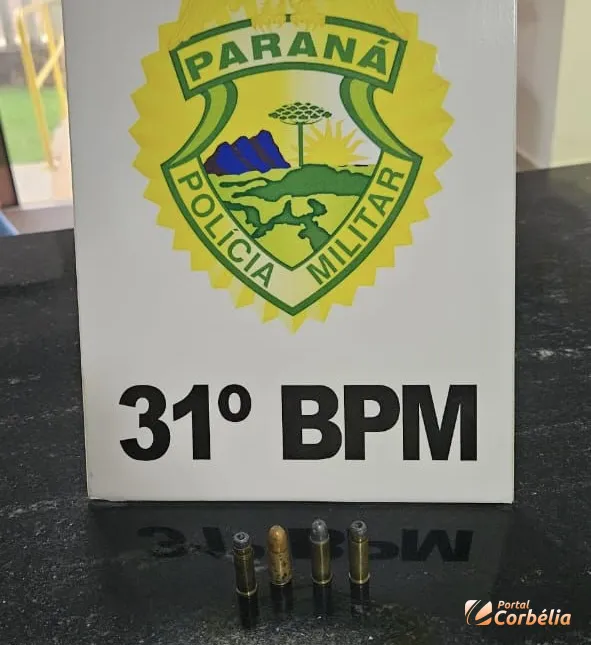 PARANÁ
POLÍCIA MILITAR
31º BPM
Portal
Corbélia